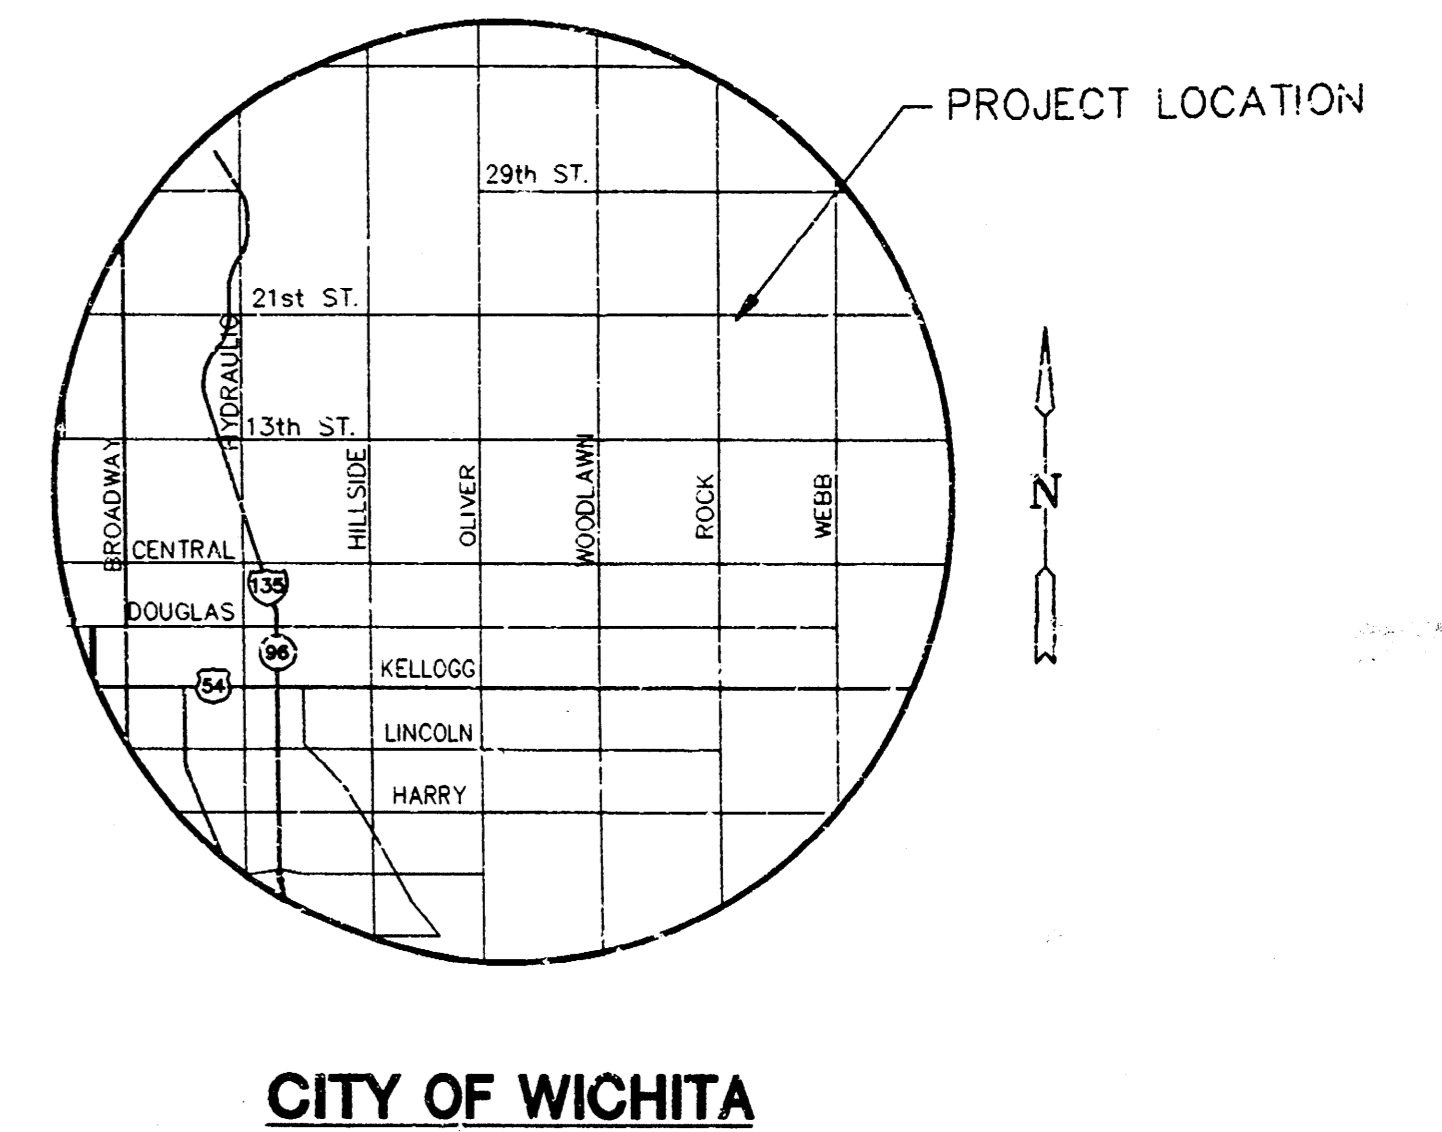 PROJECT LOCATION
29th ST.
21st ST.
HYDRAULIC
13th ST.
BROADWAY
HILLSIDE
OLIVER
WOODLAWN
ROCK
WEBB
N
CENTRAL
135
DOUGLAS
96
KELLOGG
54
LINCOLN
HARRY
CITY OF WICHITA